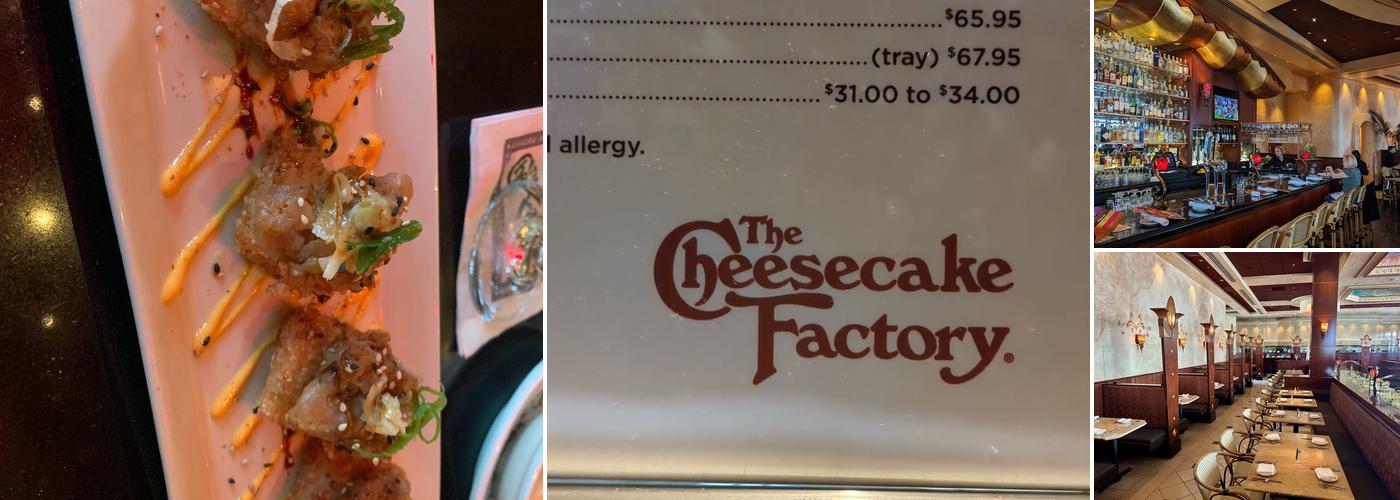 $65.95
(tray) $67.95
$31.00 to $34.00
allergy.
The
Cheesecake
Factory®